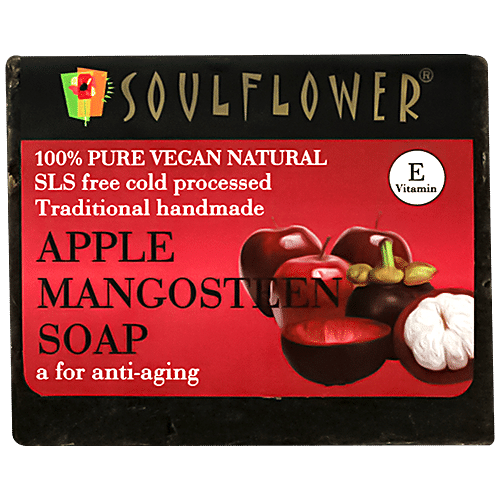 SOULFLOWER®
100% PURE VEGAN NATURAL
SLS free cold processed
Traditional handmade
E
Vitamin
APPLE
MANGOSTEEN
SOAP
a for anti-aging